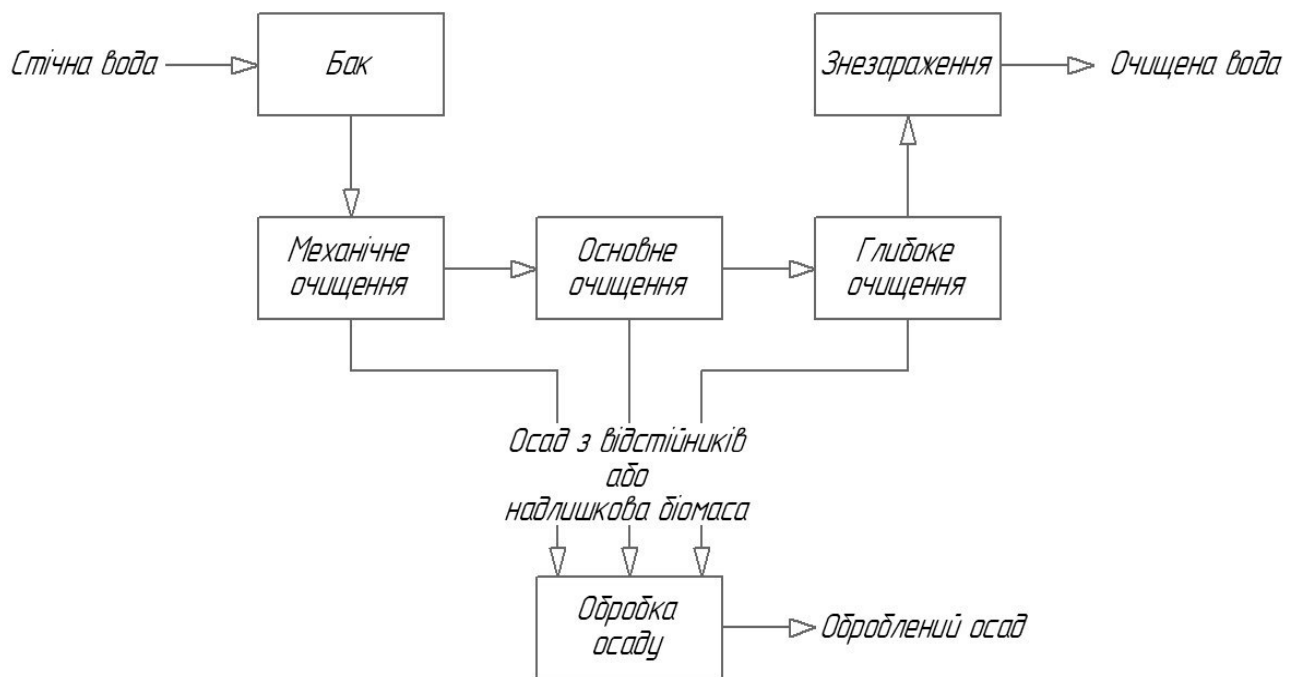 Стічна вода
Бак
Знезараження
Очищена вода
Механічне
очищення
Основне
очищення
Глибоке
очищення
Осад з відстійників
або
надлишкова біомаса
Обробка
осаду
Оброблений осад